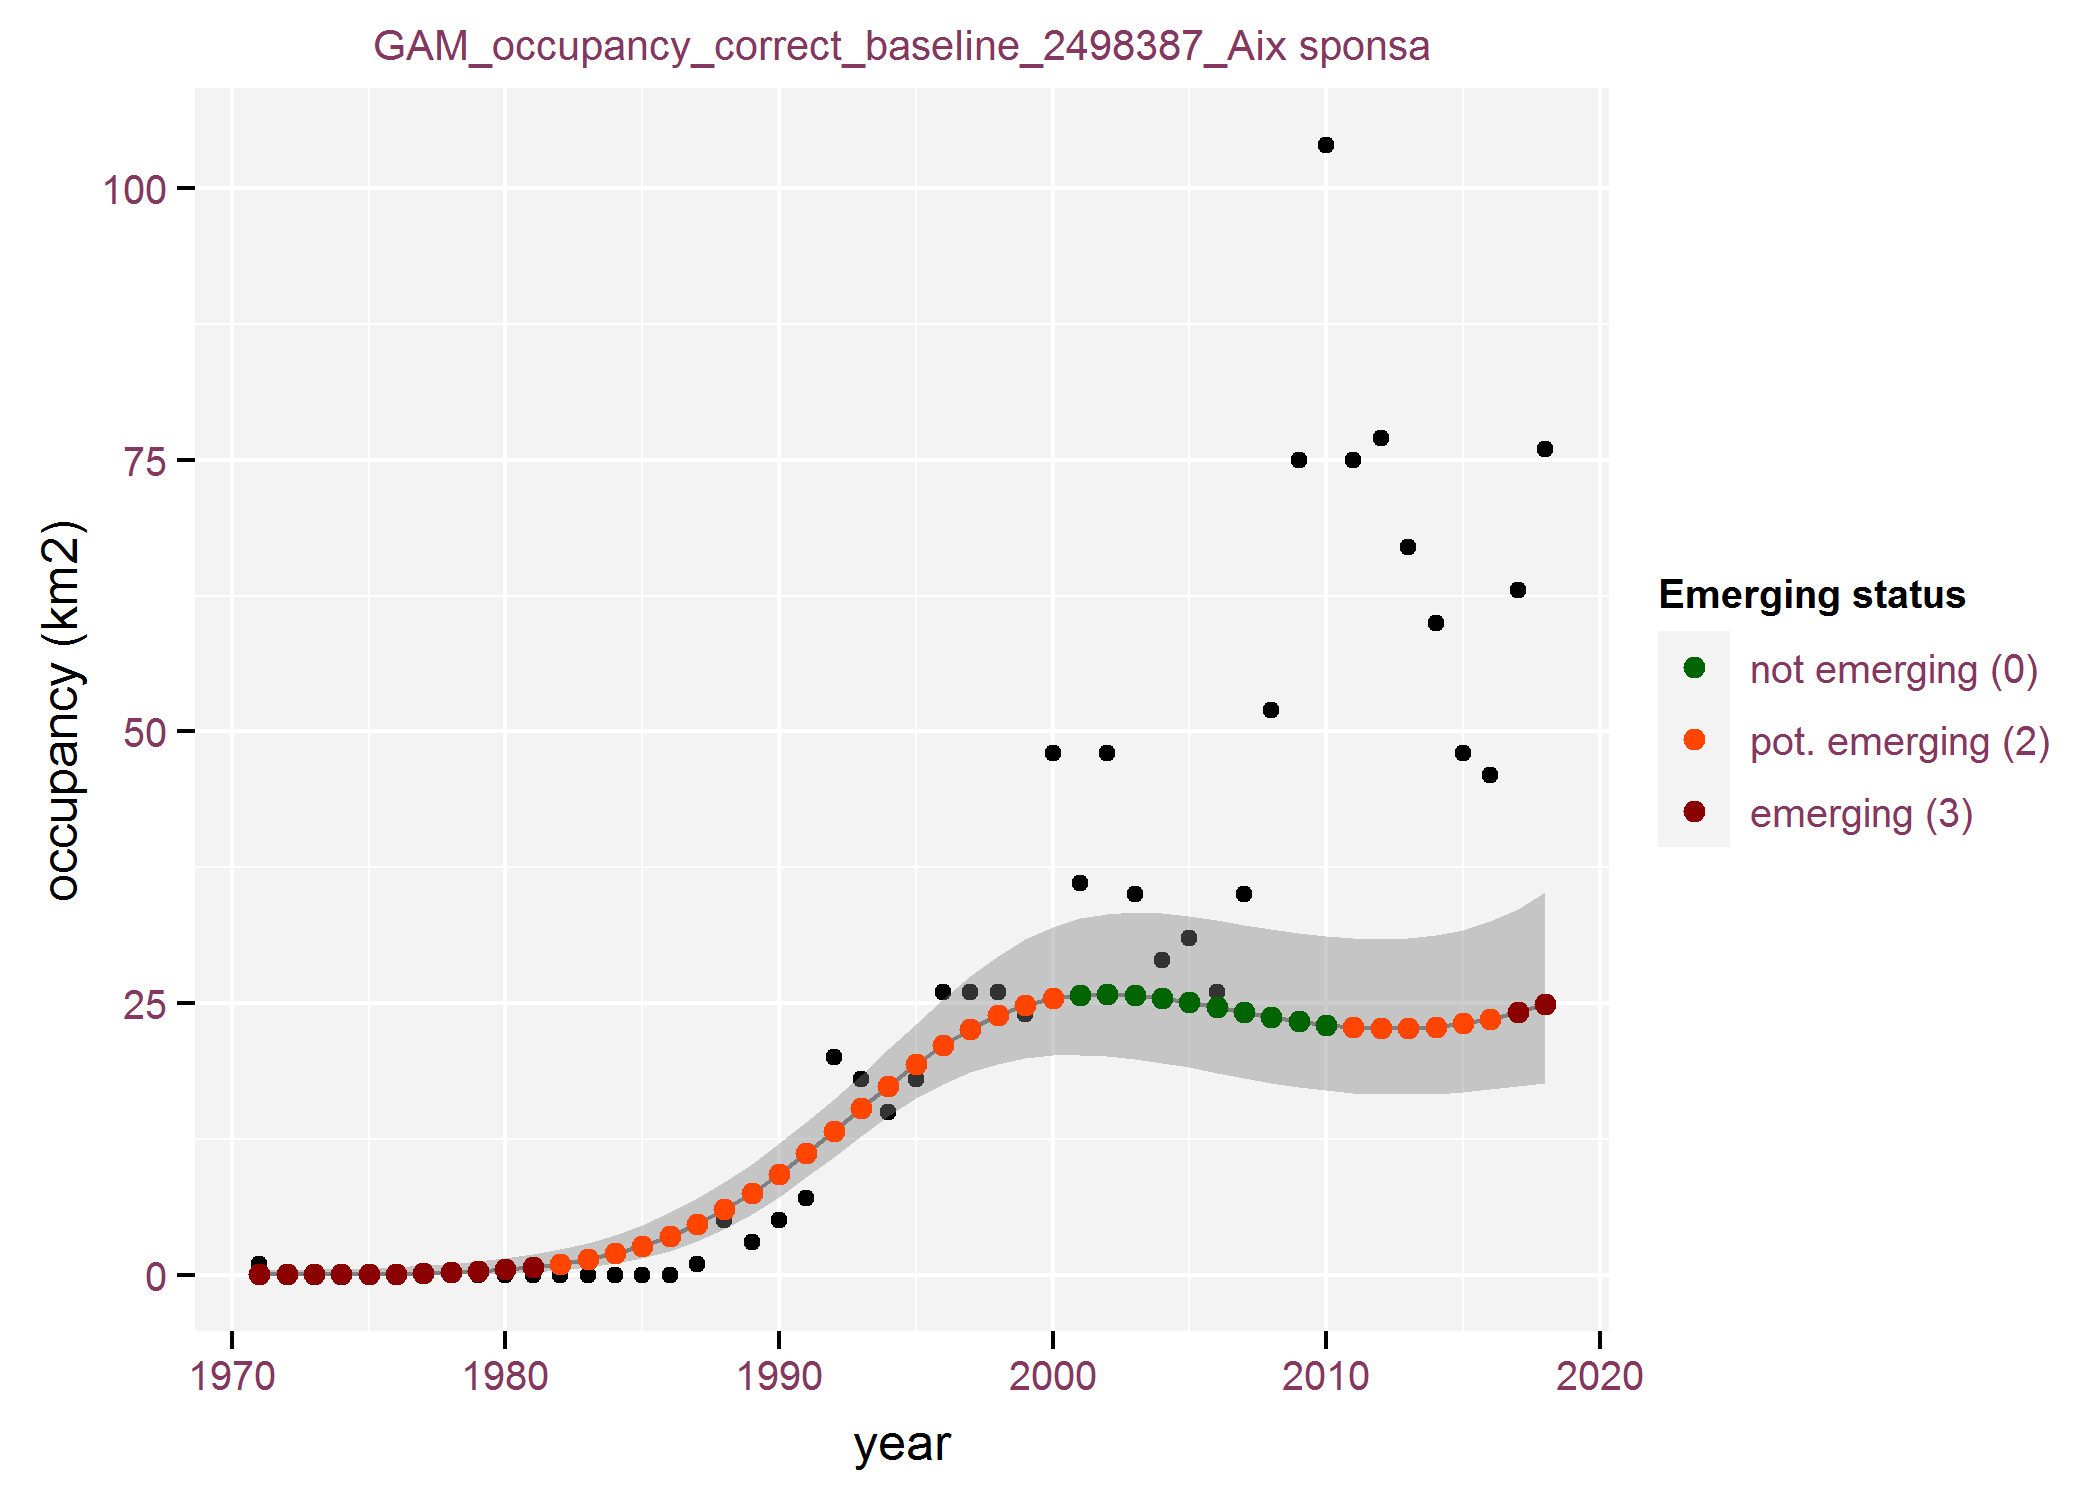 GAM_occupancy_correct_baseline_2498387_Aix sponsa
100
75
50
25
0
occupancy (km2)
1970 1980 1990 2000 2010 2020
year
Emerging status
not emerging (0)
pot. emerging (2)
emerging (3)